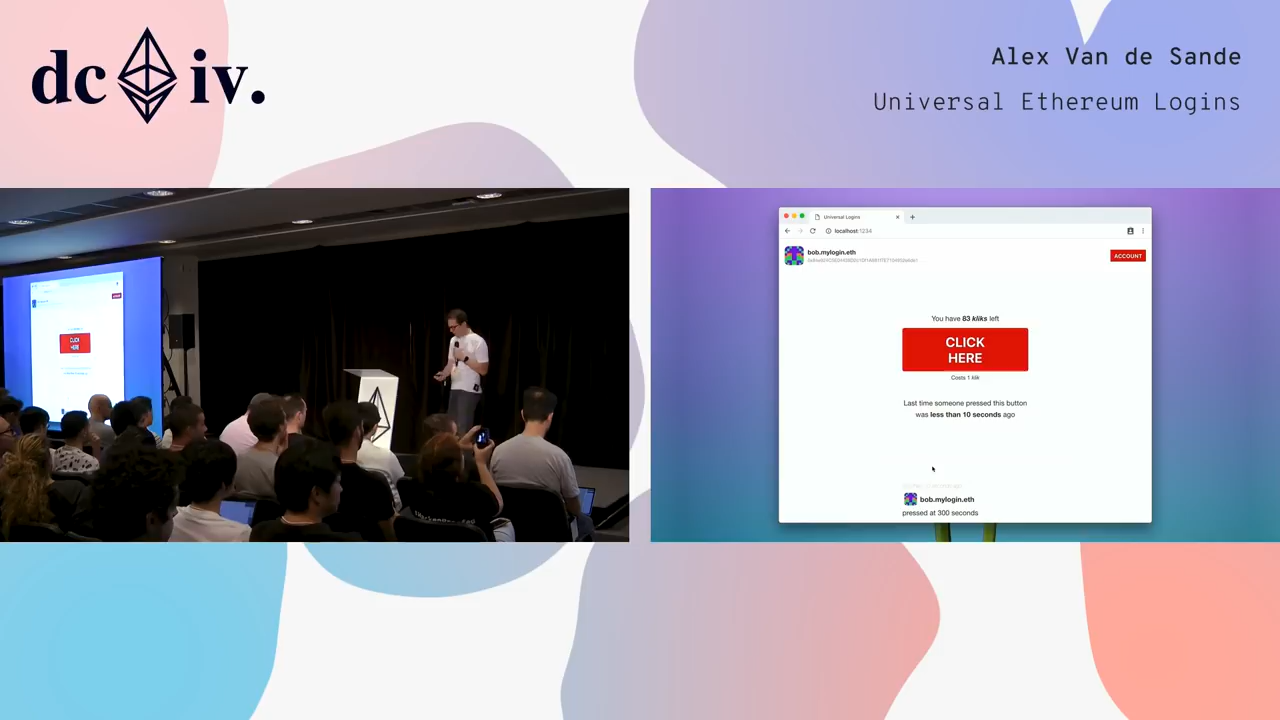 dc iv.
Alex Van de Sande
Universal Ethereum Logins
Universal Logins
localhost:1234
bob.mylogin.eth
ACCOUNT
You have 83 kliks left
CLICK
HERE
Costs 1 klik
Last time someone pressed this button
was less than 10 seconds ago
bob.mylogin.eth
pressed at 300 seconds
CLICK
HERE